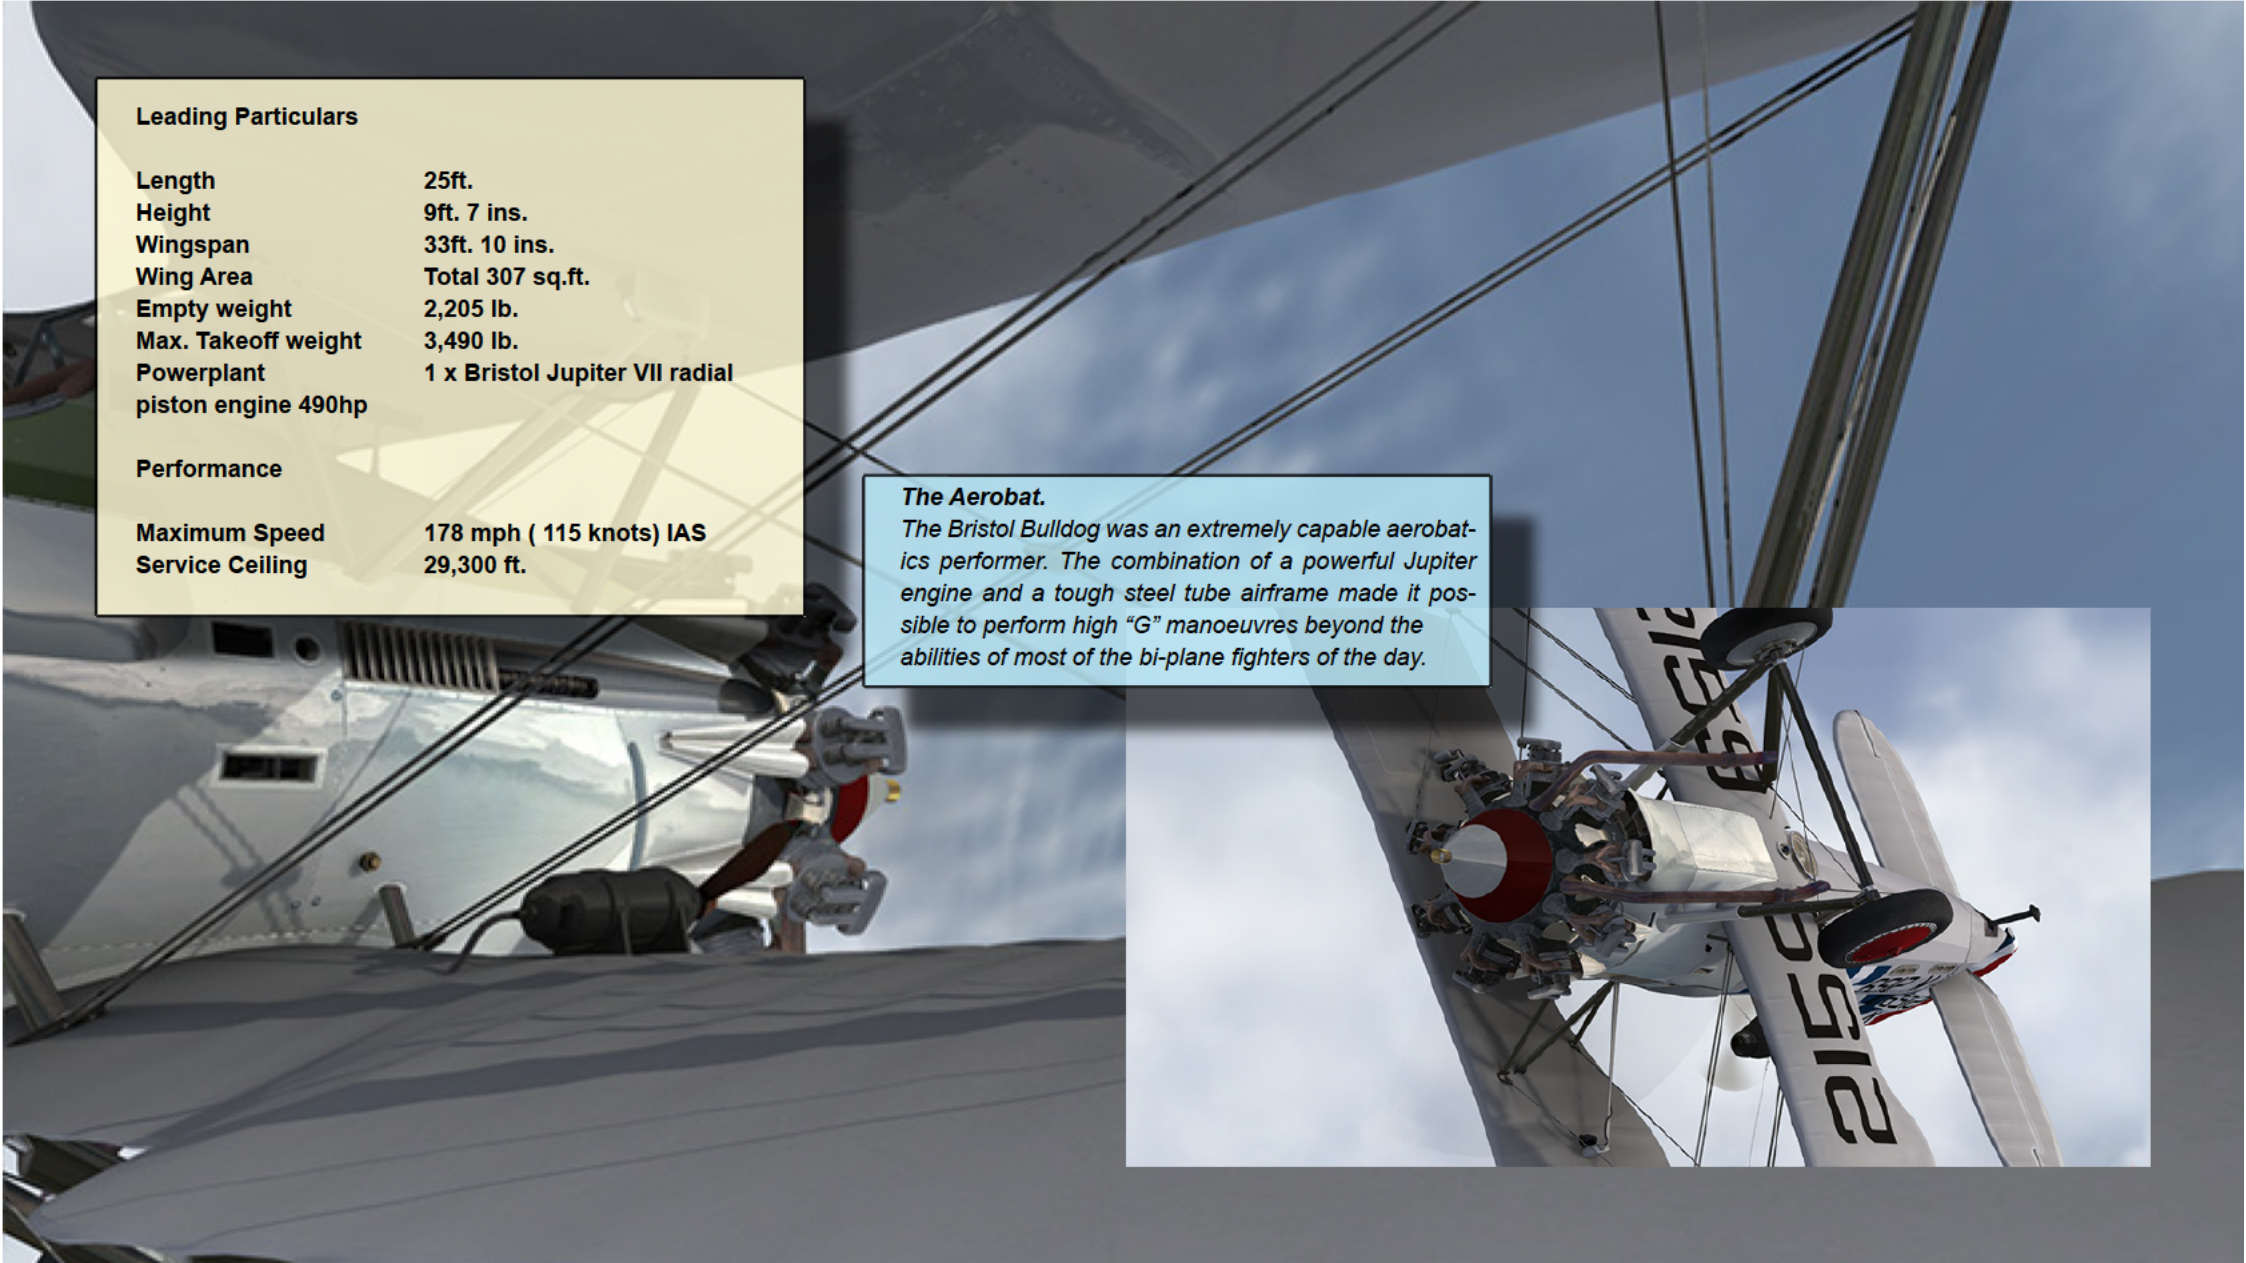 Leading Particulars
Length 25ft.
Height 9ft. 7 ins.
Wingspan 33ft. 10 ins.
Wing Area Total 307 sq.ft.
Empty weight 2,205 lb.
Max. Takeoff weight 3,490 lb.
Powerplant 1 x Bristol Jupiter VII radial
piston engine 490hp
Performance
Maximum Speed 178 mph ( 115 knots) IAS
Service Ceiling 29,300 ft.
The Aerobat.
The Bristol Bulldog was an extremely capable aerobat-
ics performer. The combination of a powerful Jupiter
engine and a tough steel tube airframe made it pos-
sible to perform high “G” manoeuvres beyond the
abilities of most of the bi-plane fighters of the day.